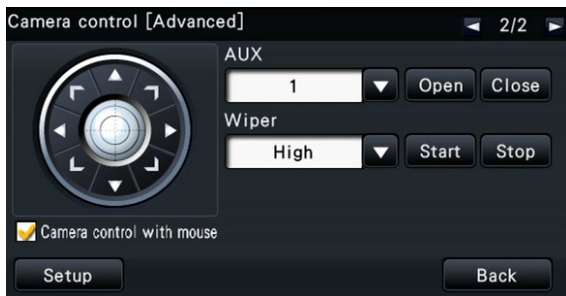 Camera control [Advanced]
2/2
AUX
1
Open
Close
Wiper
High
Start
Stop
Camera control with mouse
Setup
Back